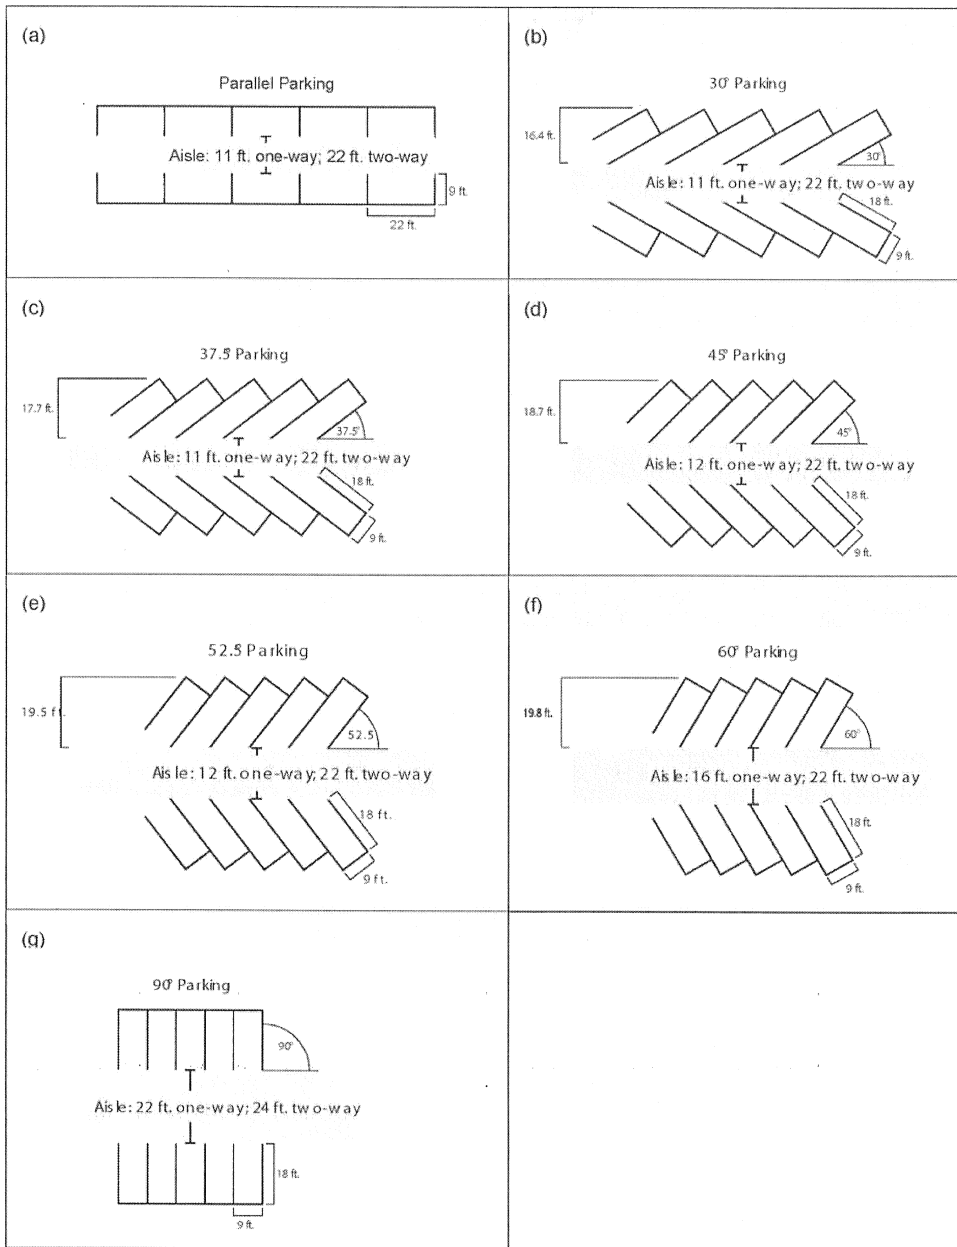 (a)
Parallel Parking
Aisle: 11 ft. one-way; 22 ft. two-way
9 ft.
22 ft.
(b)
30° Parking
16.4 ft.
30°
Aisle: 11 ft. one-way; 22 ft. two-way
18 ft.
9 ft.
(c)
37.5° Parking
17.7 ft.
37.5°
Aisle: 11 ft. one-way; 22 ft. two-way
18 ft.
9 ft.
(d)
45° Parking
18.7 ft.
45°
Aisle: 12 ft. one-way; 22 ft. two-way
18 ft.
9 ft.
(e)
52.5° Parking
19.5 ft.
52.5
Aisle: 12 ft. one-way; 22 ft. two-way
18 ft.
9 ft.
(f)
60° Parking
19.8 ft.
60°
Aisle: 16 ft. one-way; 22 ft. two-way
18 ft.
9 ft.
(g)
90° Parking
90°
Aisle: 22 ft. one-way; 24 ft. two-way
18 ft.
9 ft.